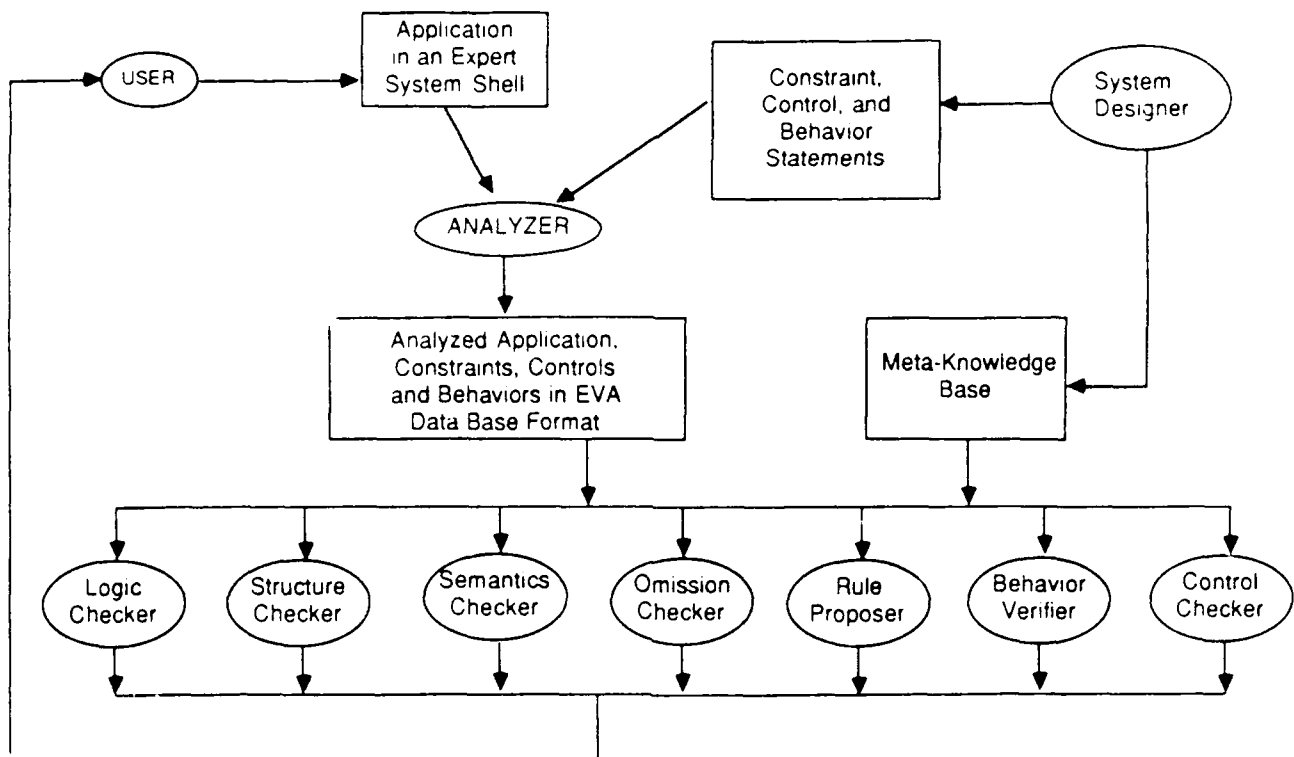 Application
in an Expert
System Shell
USER
Constraint,
Control, and
Behavior
Statements
System
Designer
ANALYZER
Analyzed Application,
Constraints, Controls
and Behaviors in EVA
Data Base Format
Meta-Knowledge
Base
Logic
Checker
Structure
Checker
Semantics
Checker
Omission
Checker
Rule
Proposer
Behavior
Verifier
Control
Checker